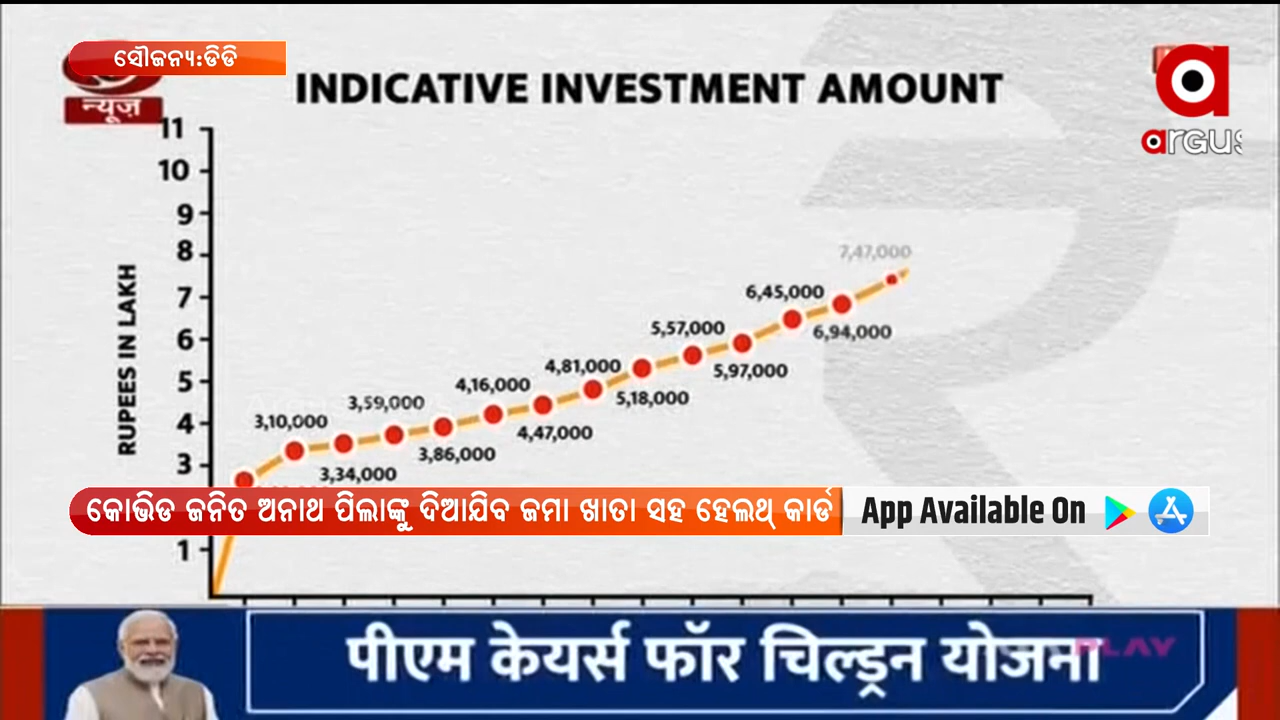 ସୌଜନ୍ୟ:ଡିଡି
न्यूज़
INDICATIVE INVESTMENT AMOUNT
argus
RUPEES IN LAKH
11
10
9
8
7
6
5
4
3
1
3,10,000
3,34,000
3,59,000
3,86,000
4,16,000
4,47,000
4,81,000
5,18,000
5,57,000
5,97,000
6,45,000
6,94,000
7,47,000
କୋଭିଡ ଜନିତ ଅନାଥ ପିଲାଙ୍କୁ ଦିଆଯିବ ଜମା ଖାତା ସହ ହେଲଥ୍ କାର୍ଡ
App Available On
पीएम केयर्स फॉर चिल्ड्रन योजना
PLAY